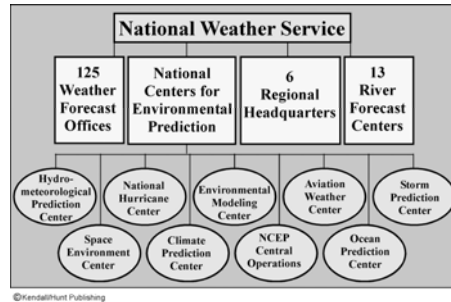 National Weather Service
125
Weather
Forecast
Offices
National
Centers for
Environmental
Prediction
6
Regional
Headquarters
13
River
Forecast
Centers
Hydro-
meteorological
Prediction
Center
National
Hurricane
Center
Environmental
Modeling
Center
Aviation
Weather
Center
Storm
Prediction
Center
Space
Environment
Center
Climate
Prediction
Center
NCEP
Central
Operations
Ocean
Prediction
Center
©Kendall/Hunt Publishing